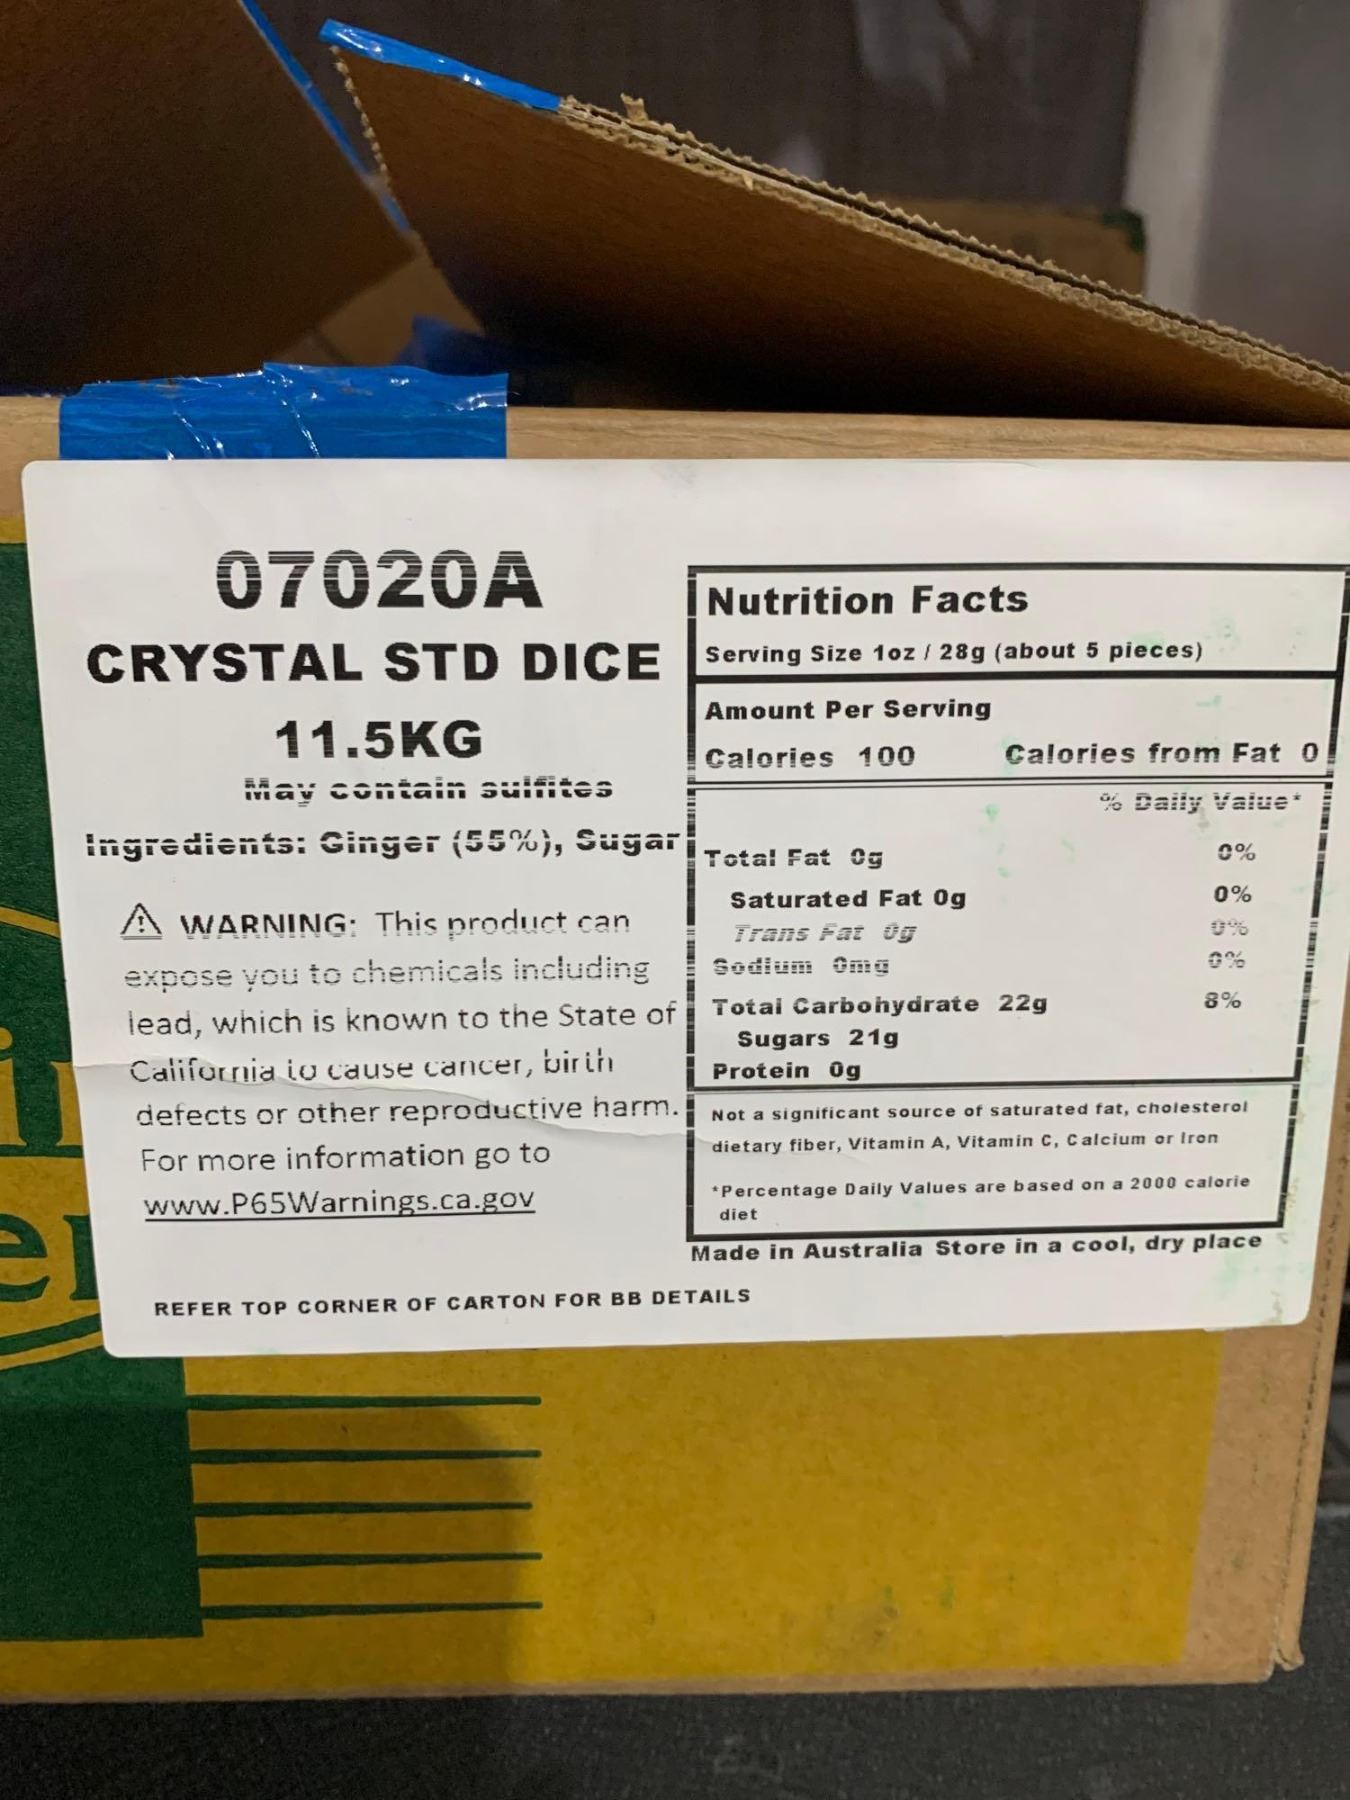 07020A
CRYSTAL STD DICE
11.5KG
May contain sulfites
Ingredients: Ginger (55%), Sugar
WARNING: This product can
expose you to chemicals including
lead, which is known to the State of
California to cause cancer, birth
defects or other reproductive harm.
For more information go to
www.P65Warnings.ca.gov
Nutrition Facts
Serving Size 1oz / 28g (about 5 pieces)
Amount Per Serving
Calories 100 Calories from Fat 0
% Daily Value*
Total Fat 0g 0%
Saturated Fat 0g 0%
Trans Fat 0g 0%
Sodium 0mg 0%
Total Carbohydrate 22g 8%
Sugars 21g
Protein 0g
Not a significant source of saturated fat, cholesterol
dietary fiber, Vitamin A, Vitamin C, Calcium or Iron
*Percentage Daily Values are based on a 2000 calorie
diet
Made in Australia Store in a cool, dry place
REFER TOP CORNER OF CARTON FOR BB DETAILS